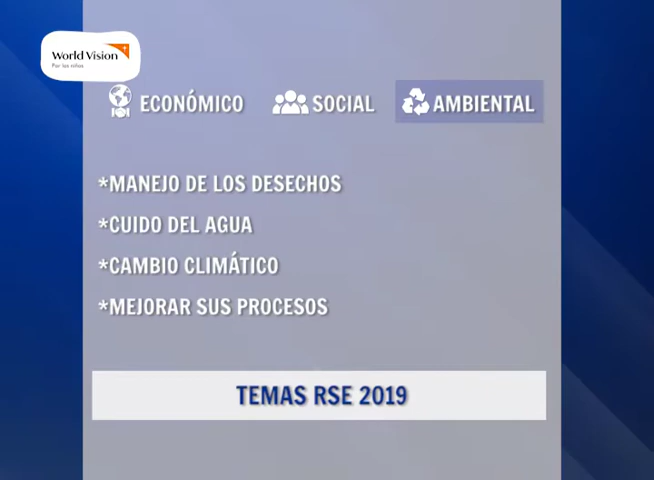 World Vision
Por los niños
ECONÓMICO SOCIAL AMBIENTAL
*MANEJO DE LOS DESECHOS
*CUIDO DEL AGUA
*CAMBIO CLIMÁTICO
*MEJORAR SUS PROCESOS
TEMAS RSE 2019